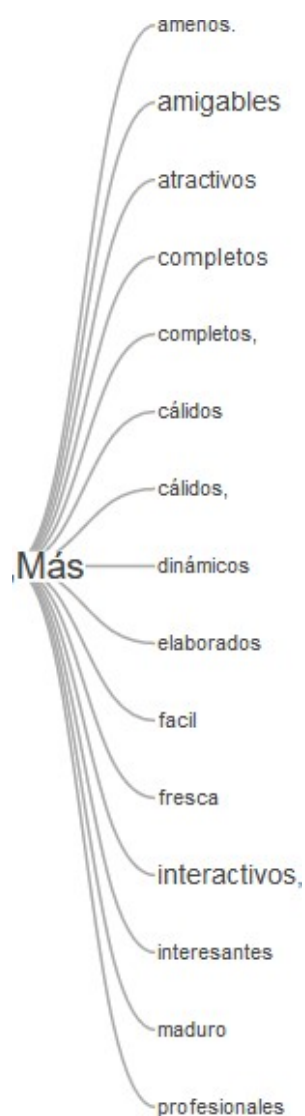 amenos.
amigables
atractivos
completos
completos,
cálidos
cálidos,
Más
dinámicos
elaborados
facil
fresca
interactivos,
interesantes
maduro
profesionales